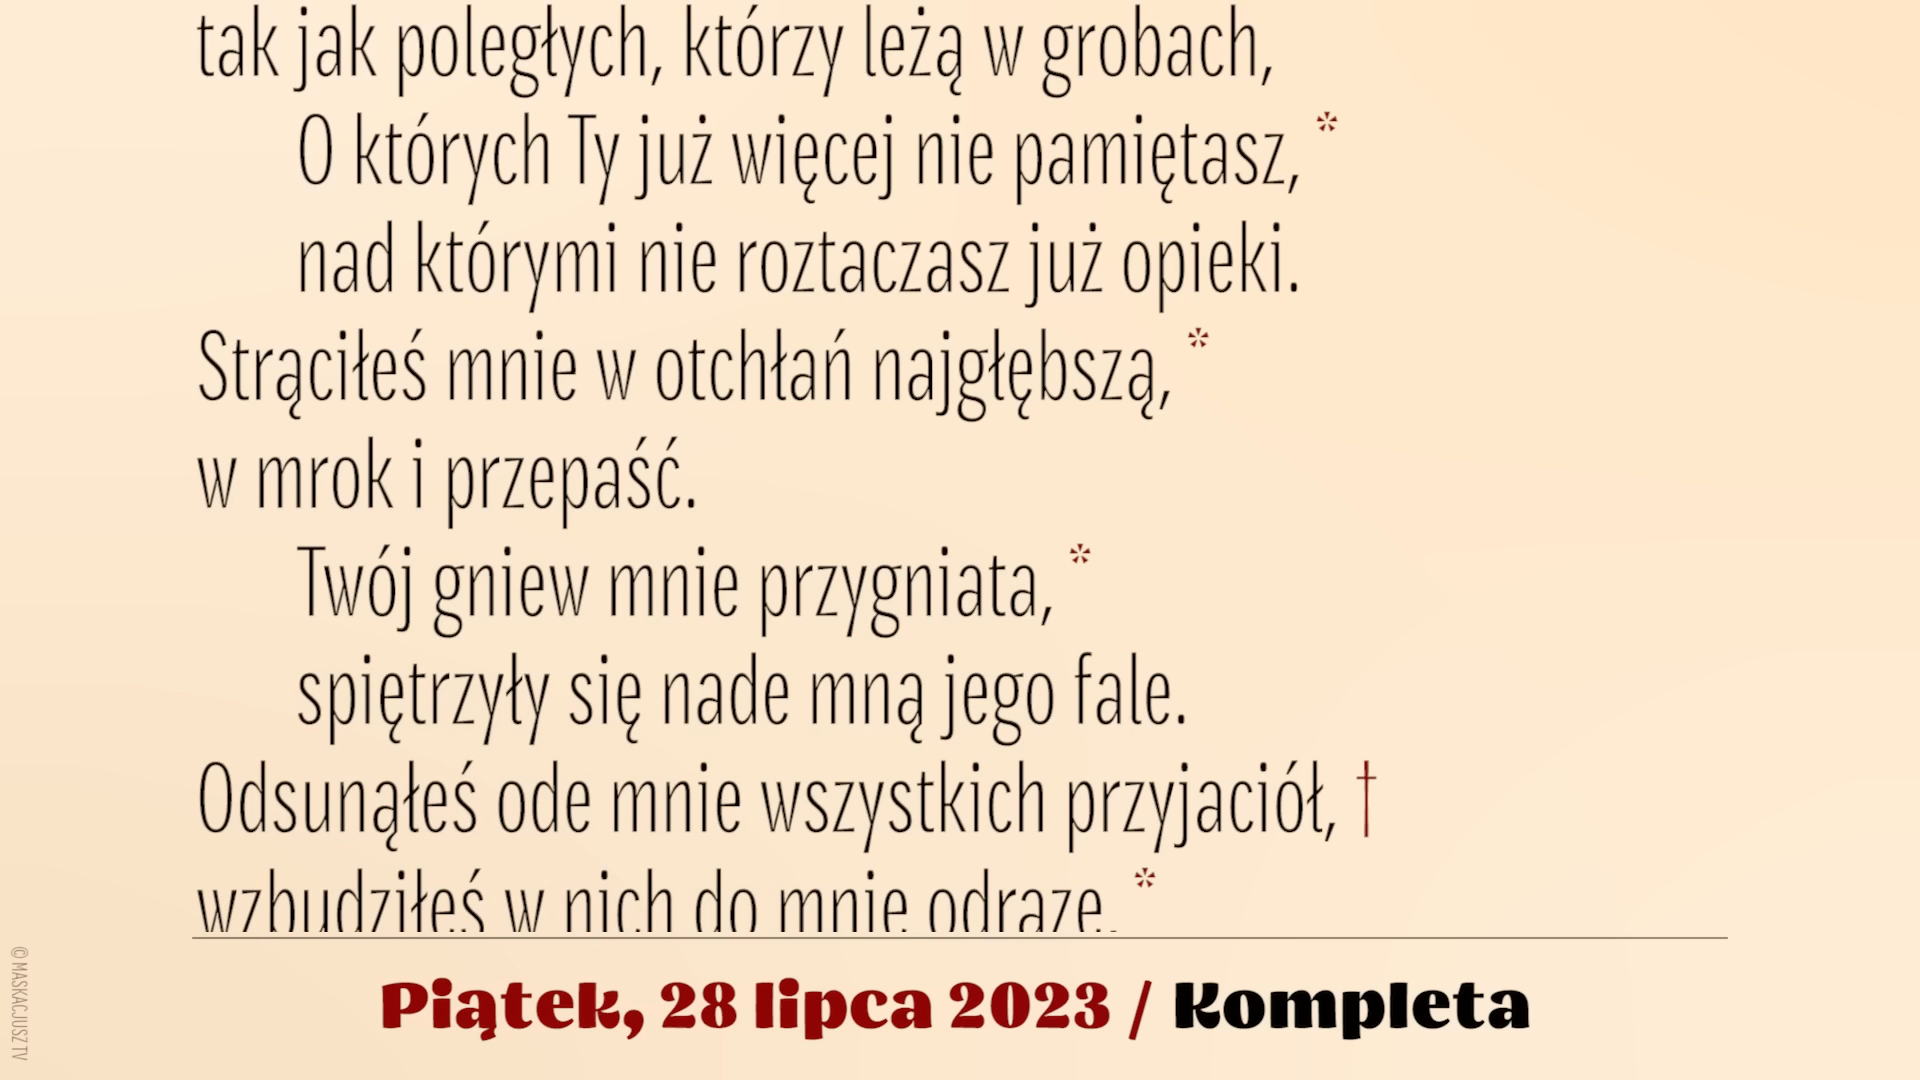 tak jak poległych, którzy leżą w grobach,
O których Ty już więcej nie pamiętasz, *
nad którymi nie roztaczasz już opieki.
Strąciłeś mnie w otchłań najgłębszą, *
w mrok i przepaść.
Twój gniew mnie przygniata, *
spiętrzyły się nade mną jego fale.
Odsunąłeś ode mnie wszystkich przyjaciół, †
wzbudziłeś w nich do mnie odrazę. *
Piątek, 28 lipca 2023 / Kompleta
© MASKACJUSZ TV